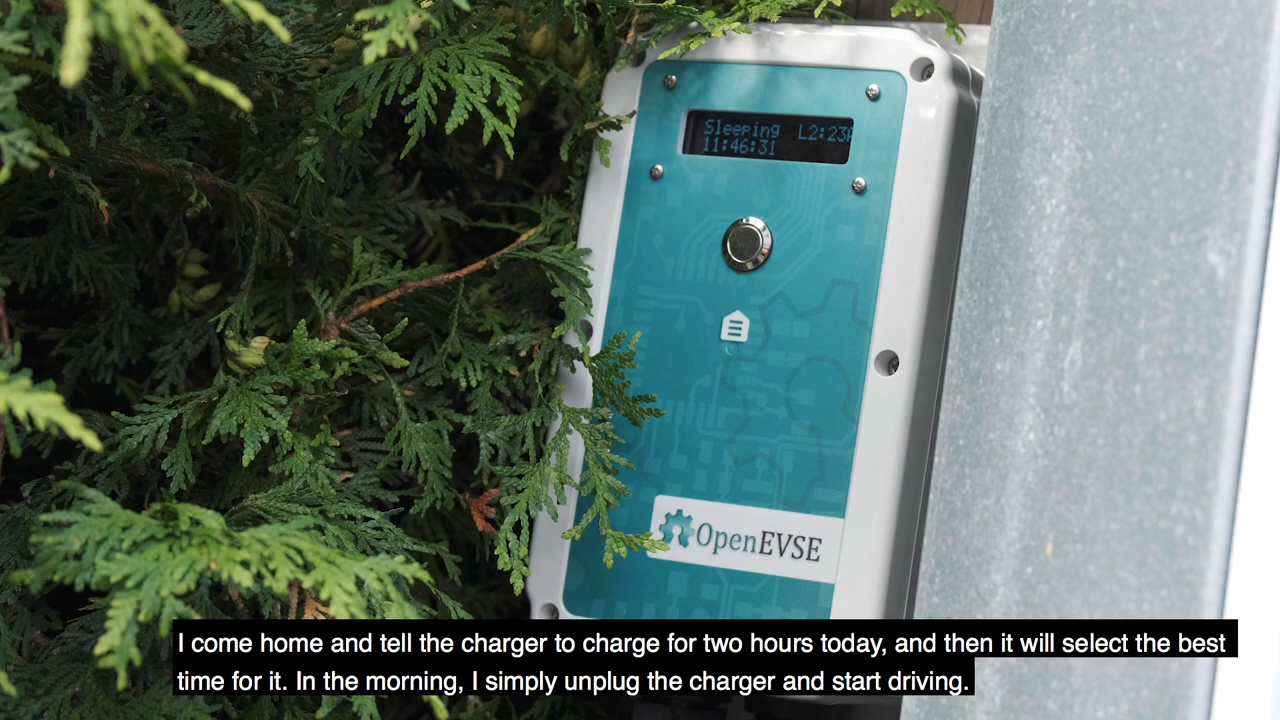 Sleeping L2:23A
11:46:31
OpenEVSE
I come home and tell the charger to charge for two hours today, and then it will select the best
time for it. In the morning, I simply unplug the charger and start driving.